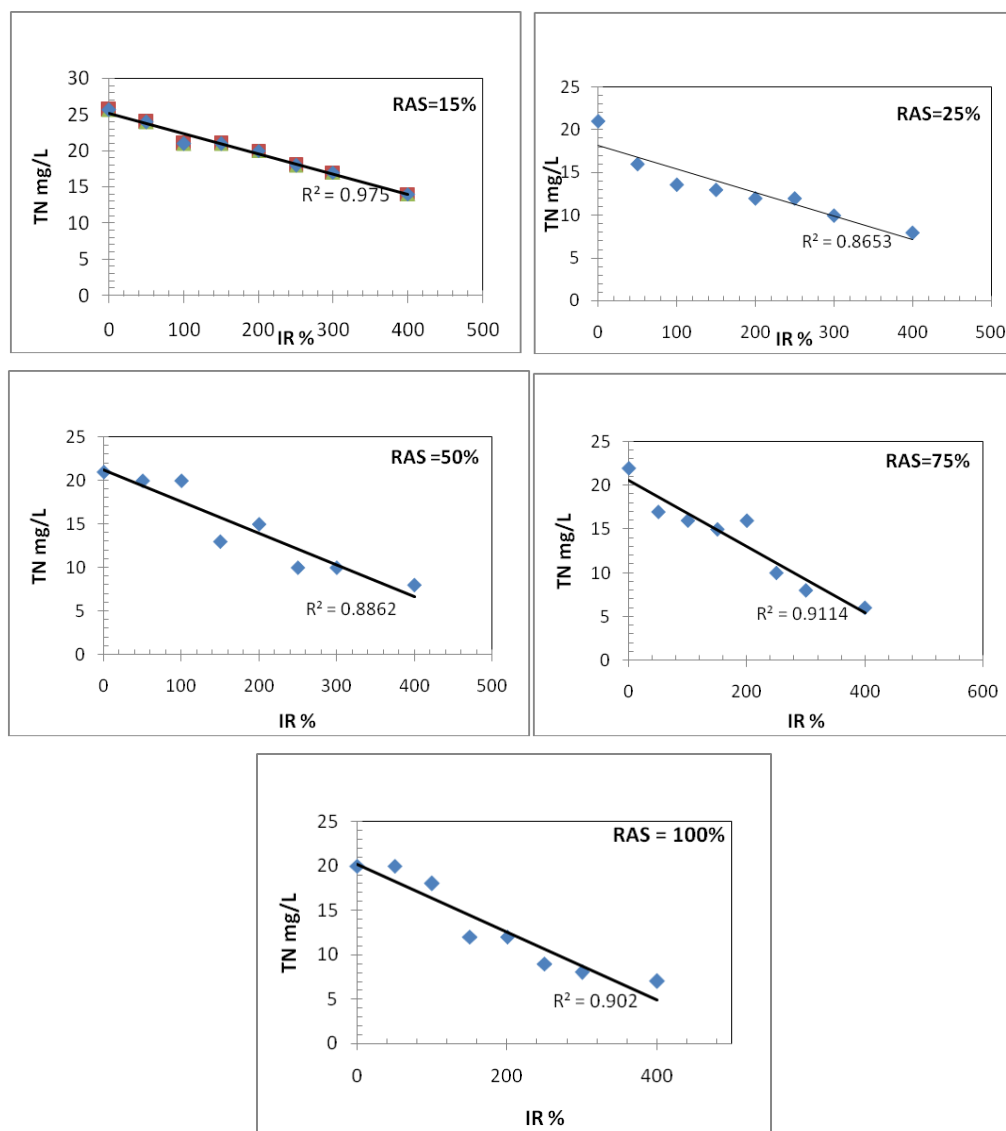 RAS=15%
TN mg/L
30
25
20
15
10
5
0
R² = 0.975
0 100 200 300 400 500
IR %
RAS=25%
TN mg/L
25
20
15
10
5
0
R² = 0.8653
0 100 200 300 400 500
IR %
RAS =50%
TN mg/L
25
20
15
10
5
0
R² = 0.8862
0 100 200 300 400 500
IR %
RAS=75%
TN mg/L
25
20
15
10
5
0
R² = 0.9114
0 200 400 600
IR %
RAS = 100%
TN mg/L
25
20
15
10
5
0
R² = 0.902
0 200 400
IR %